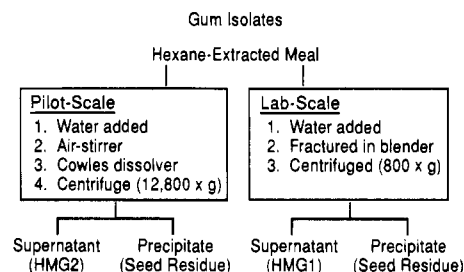 Gum Isolates
Hexane-Extracted Meal
Pilot-Scale
1. Water added
2. Air-stirrer
3. Cowles dissolver
4. Centrifuge (12,800 x g)
Lab-Scale
1. Water added
2. Fractured in blender
3. Centrifuged (800 x g)
Supernatant
(HMG2)
Precipitate
(Seed Residue)
Supernatant
(HMG1)
Precipitate
(Seed Residue)